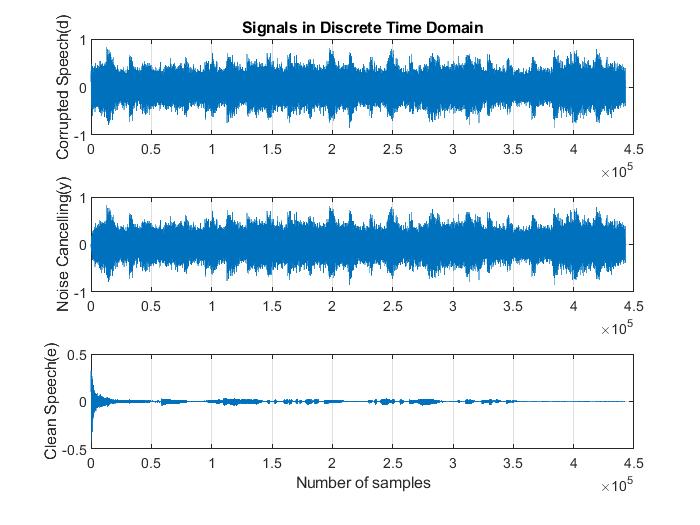 Signals in Discrete Time Domain
Corrupted Speech(d)
1
0
-1
0 0.5 1 1.5 2 2.5 3 3.5 4 4.5
×10^5
Noise Cancelling(y)
1
0
-1
0 0.5 1 1.5 2 2.5 3 3.5 4 4.5
×10^5
Clean Speech(e)
0.5
0
-0.5
0 0.5 1 1.5 2 2.5 3 3.5 4 4.5
Number of samples
×10^5